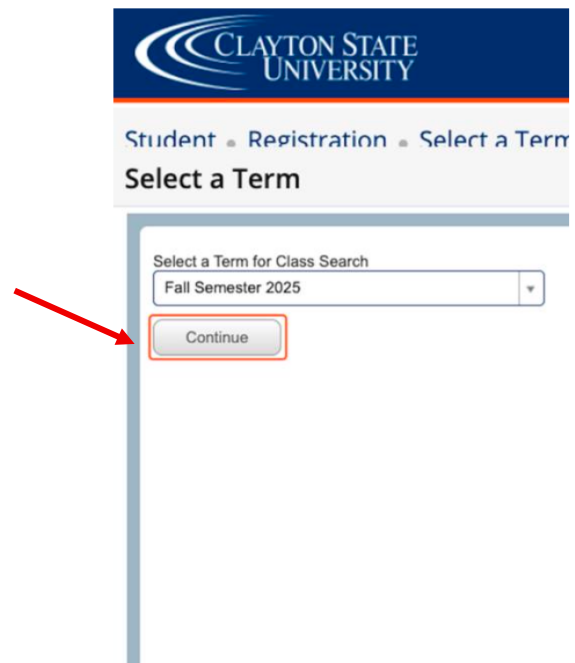 CLAYTON STATE
UNIVERSITY
Student • Registration • Select a Term
Select a Term
Select a Term for Class Search
Fall Semester 2025
Continue